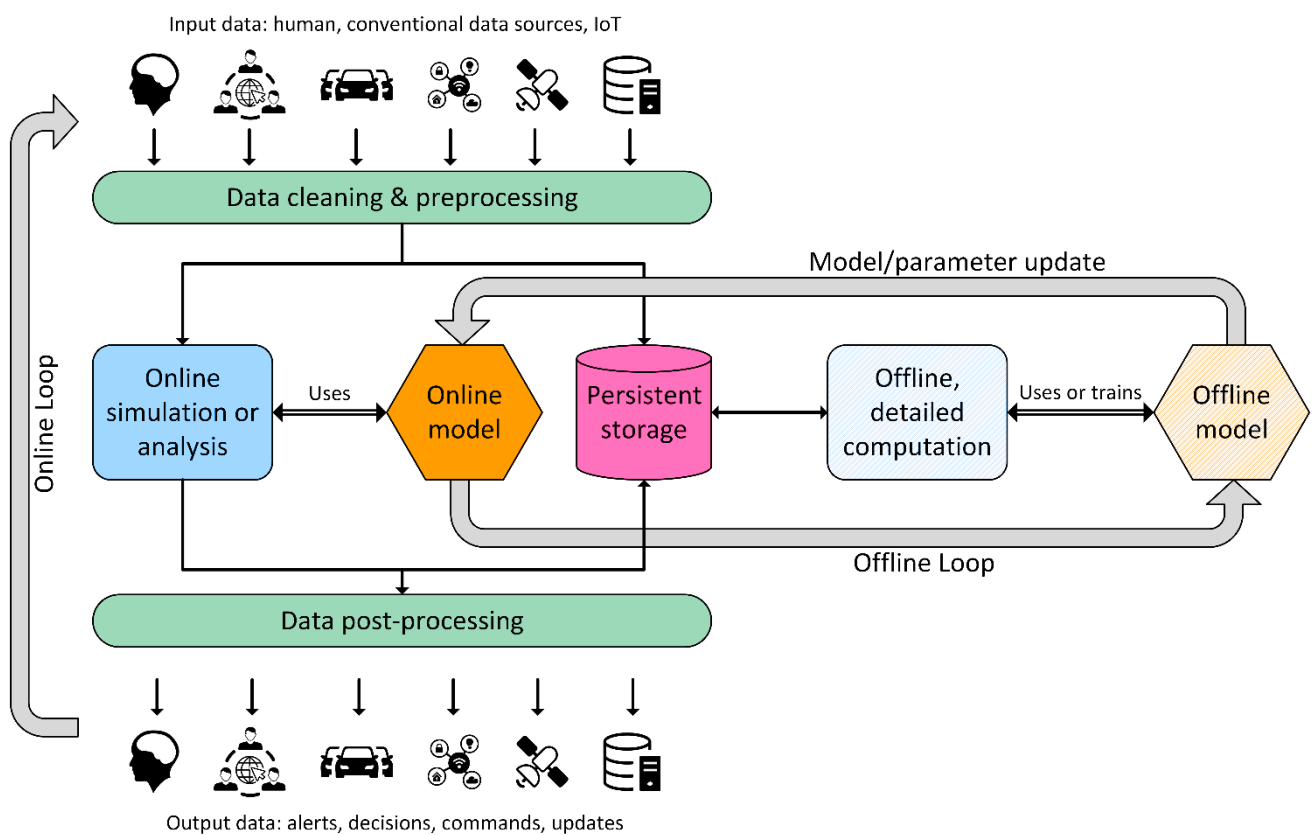 Input data: human, conventional data sources, IoT
Data cleaning & preprocessing
Model/parameter update
Online Loop
Online
simulation or
analysis
Uses
Online
model
Persistent
storage
Offline,
detailed
computation
Uses or trains
Offline
model
Offline Loop
Data post-processing
Output data: alerts, decisions, commands, updates